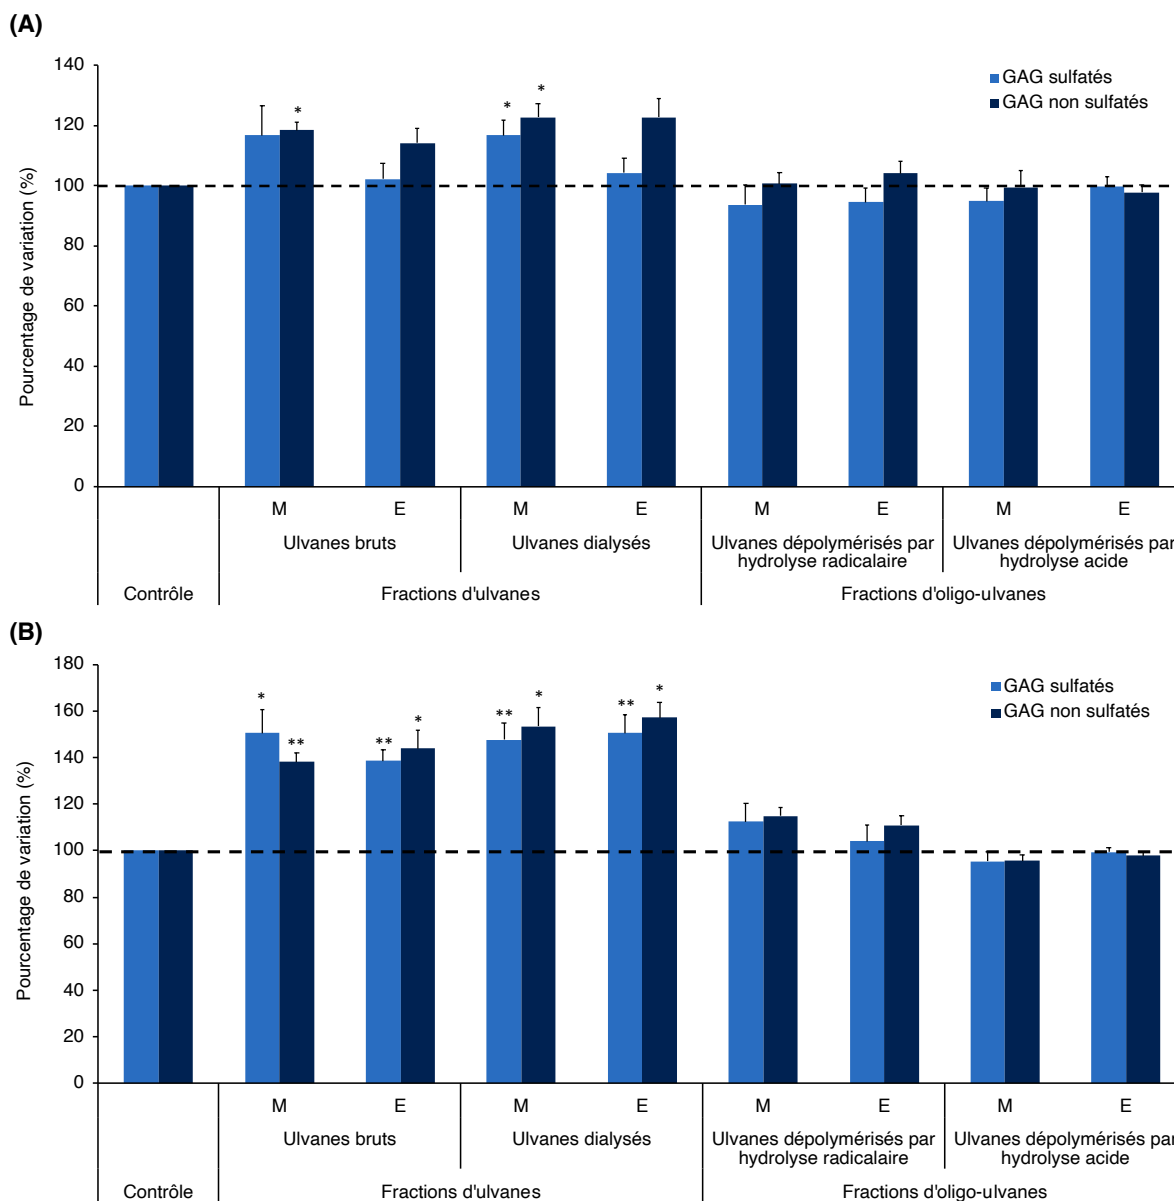 (A)
Pourcentage de variation (%)
140
120
100
80
60
40
20
0
GAG sulfatés
GAG non sulfatés
* * *
M E M E M E M E
Ulvanes bruts
Ulvanes dialysés
Ulvanes dépolymérisés par
hydrolyse radicalaire
Ulvanes dépolymérisés par
hydrolyse acide
Contrôle
Fractions d'ulvanes
Fractions d'oligo-ulvanes
(B)
Pourcentage de variation (%)
180
160
140
120
100
80
60
40
20
0
GAG sulfatés
GAG non sulfatés
* ** ** * ** * ** *
M E M E M E M E
Ulvanes bruts
Ulvanes dialysés
Ulvanes dépolymérisés par
hydrolyse radicalaire
Ulvanes dépolymérisés par
hydrolyse acide
Contrôle
Fractions d'ulvanes
Fractions d'oligo-ulvanes